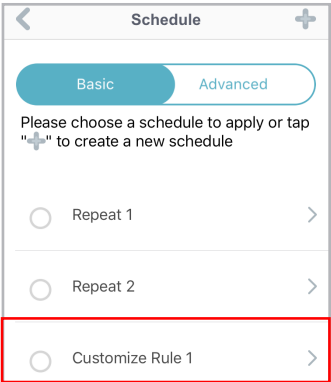 Schedule
Basic
Advanced
Please choose a schedule to apply or tap
"+" to create a new schedule
Repeat 1
Repeat 2
Customize Rule 1